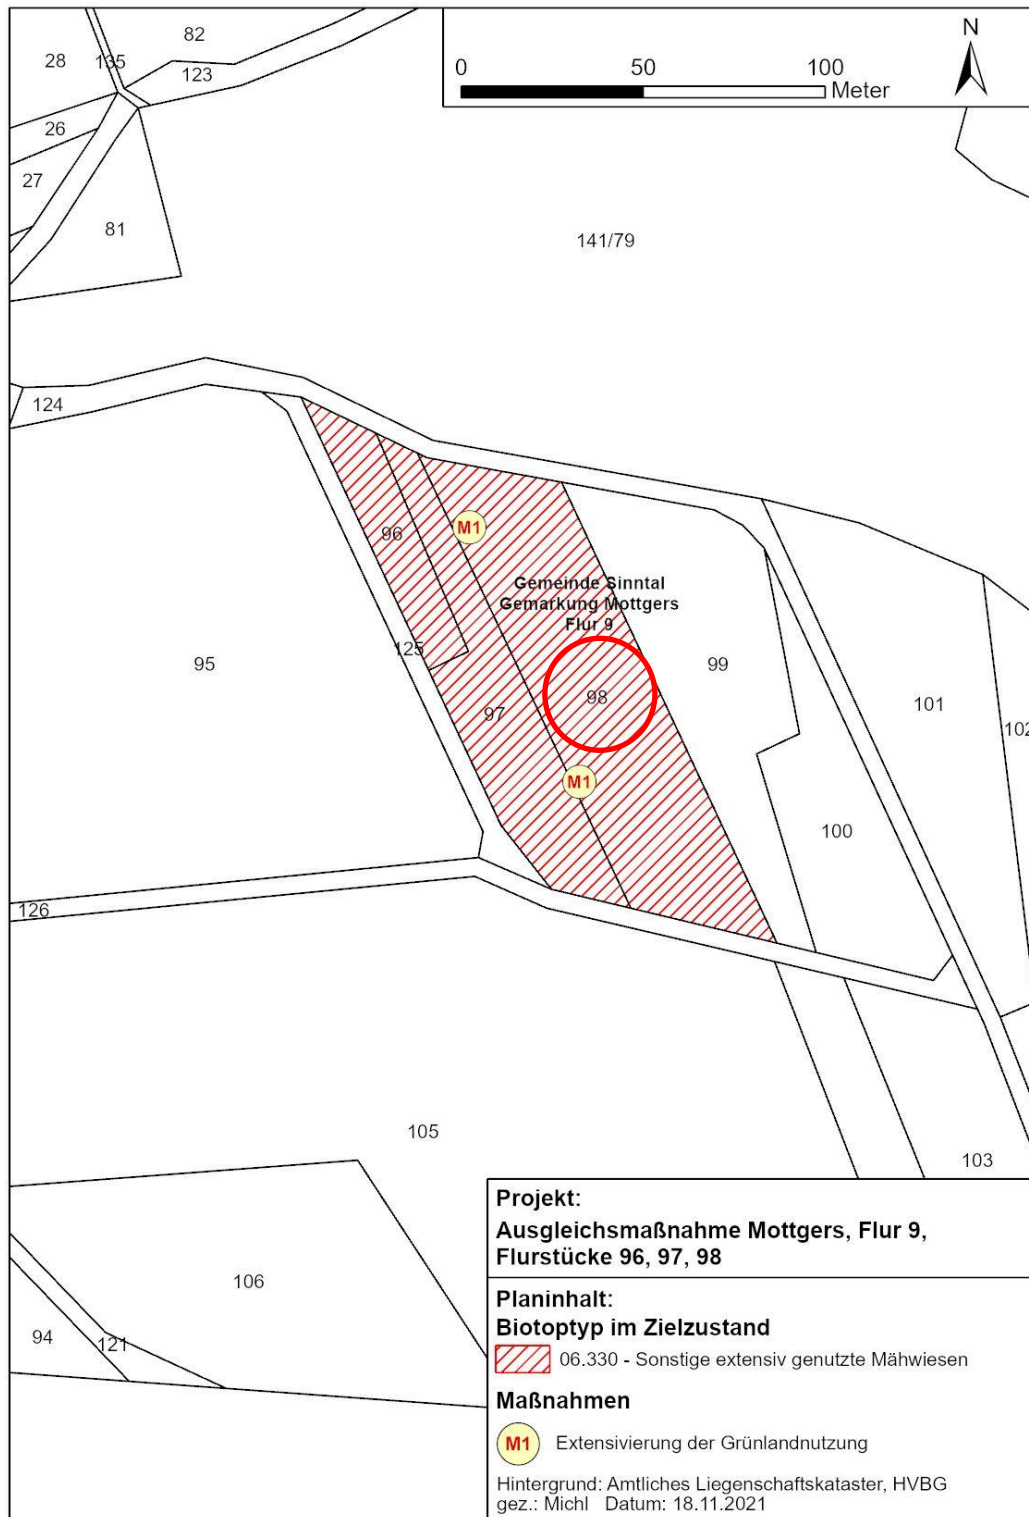 82
28
135
123
0 50 100
Meter
N
26
27
81
141/79
124
96
M1
Gemeinde Sinntal
Gemarkung Mottgers
Flur 9
125
95
99
98
97
101
102
M1
100
126
105
103
106
94
121
Projekt:
Ausgleichsmaßnahme Mottgers, Flur 9,
Flurstücke 96, 97, 98
Planinhalt:
Biotoptyp im Zielzustand
06.330 - Sonstige extensiv genutzte Mähwiesen
Maßnahmen
M1 Extensivierung der Grünlandnutzung
Hintergrund: Amtliches Liegenschaftskataster, HVBG
gez.: Michl Datum: 18.11.2021